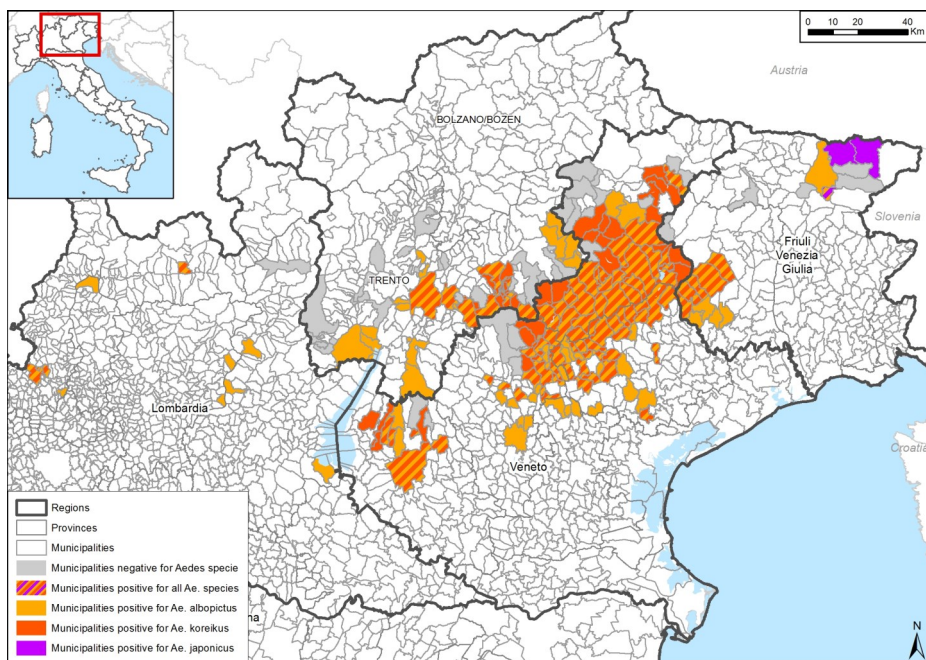 0 10 20 40
Km
Austria
BOLZANO/BOZEN
Slovenia
Friuli
Venezia
Giulia
TRENTO
Lombardia
Croatia
Veneto
Regions
Provinces
Municipalities
Municipalities negative for Aedes specie
Municipalities positive for all Ae. species
Municipalities positive for Ae. albopictus
Municipalities positive for Ae. koreikus
Municipalities positive for Ae. japonicus
na
N